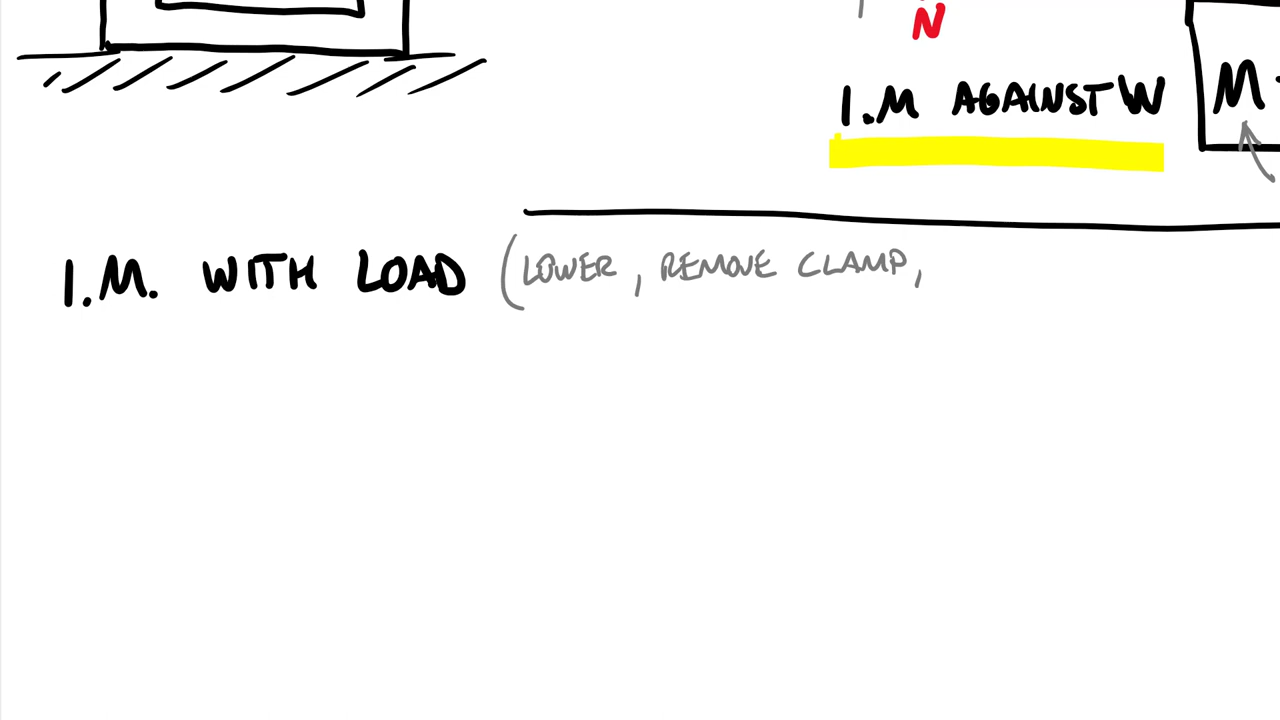 N
I.M AGAINST W
M
I.M. WITH LOAD (LOWER, REMOVE CLAMP,